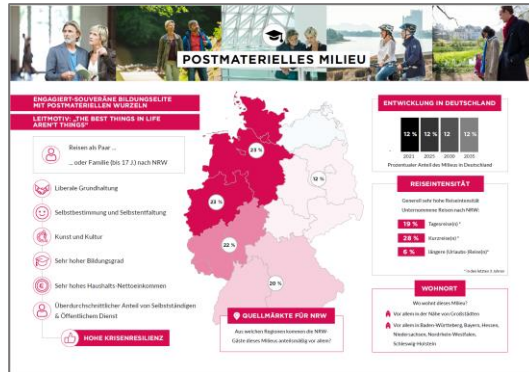 POSTMATERIELLES MILIEU
ENGAGIERT-SOUVERÄNE BILDUNGSELITE
MIT POSTMATERIELLEN WURZELN
LEITMOTIV: „THE BEST THINGS IN LIFE
AREN'T THINGS"
Reisen als Paar ...
... oder Familie (bis 17 J.) nach NRW
Liberale Grundhaltung
Selbstbestimmung und Selbstentfaltung
Kunst und Kultur
Sehr hoher Bildungsgrad
Sehr hohes Haushalts-Nettoeinkommen
Überdurchschnittlicher Anteil von Selbstständigen
& Öffentlichem Dienst
HOHE KRISENRESILIENZ
23 %
12 %
23 %
22 %
20 %
QUELLMÄRKTE FÜR NRW
Aus welchen Regionen kommen die NRW-
Gäste dieses Milieus anteilsmäßig vor allem?
ENTWICKLUNG IN DEUTSCHLAND
12 % 12 % 12 % 12 %
2021 2025 2030 2035
Prozentualer Anteil des Milieus in Deutschland
REISEINTENSITÄT
Generell sehr hohe Reiseintensität
Unternommene Reisen nach NRW:
19 % Tagesreise(n)*
28 % Kurzreise(n)*
6 % längere (Urlaubs-)Reise(n)*
* in den letzten 3 Jahren
WOHNORT
Wo wohnt dieses Milieu?
Vor allem in der Nähe von Großstädten
Vor allem in Baden-Württemberg, Bayern, Hessen,
Niedersachsen, Nordrhein-Westfalen,
Schleswig-Holstein